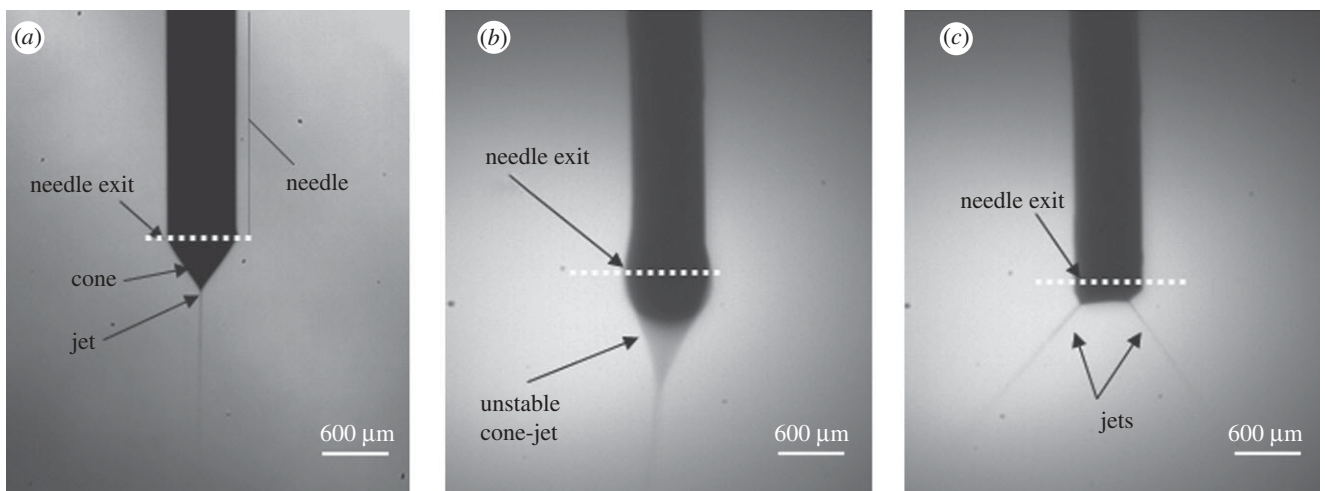 (a)
needle exit
needle
cone
jet
600 µm
(b)
needle exit
unstable
cone-jet
600 µm
(c)
needle exit
jets
600 µm